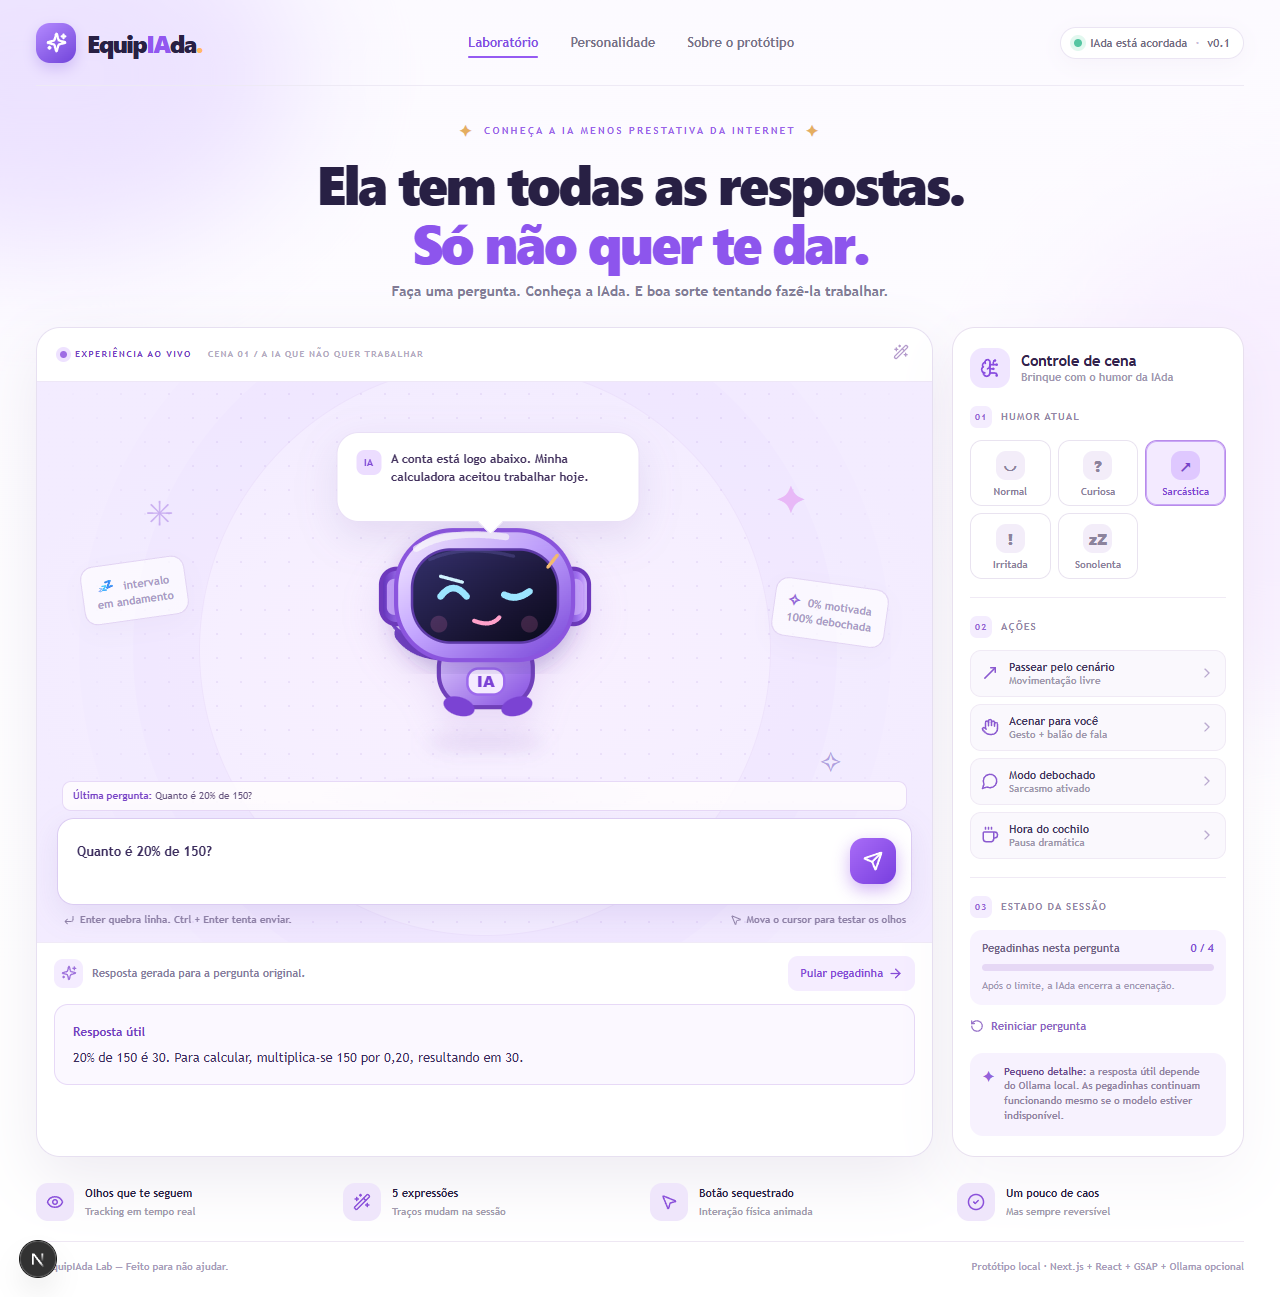 EquipIAda.
Laboratório
Personalidade
Sobre o protótipo
IAda está acordada · v0.1
CONHEÇA A IA MENOS PRESTATIVA DA INTERNET
Ela tem todas as respostas.
Só não quer te dar.
Faça uma pergunta. Conheça a IAda. E boa sorte tentando fazê-la trabalhar.
EXPERIÊNCIA AO VIVO
CENA 01 / A IA QUE NÃO QUER TRABALHAR
IA
A conta está logo abaixo. Minha
calculadora aceitou trabalhar hoje.
intervalo
em andamento
0% motivada
100% debochada
IA
Última pergunta: Quanto é 20% de 150?
Quanto é 20% de 150?
Enter quebra linha. Ctrl + Enter tenta enviar.
Mova o cursor para testar os olhos
Resposta gerada para a pergunta original.
Pular pegadinha
Resposta útil
20% de 150 é 30. Para calcular, multiplica-se 150 por 0,20, resultando em 30.
Controle de cena
Brinque com o humor da IAda
01 HUMOR ATUAL
Normal
?
Curiosa
Sarcástica
!
Irritada
zZ
Sonolenta
02 AÇÕES
Passear pelo cenário
Movimentação livre
Acenar para você
Gesto + balão de fala
Modo debochado
Sarcasmo ativado
Hora do cochilo
Pausa dramática
03 ESTADO DA SESSÃO
Pegadinhas nesta pergunta 0 / 4
Após o limite, a IAda encerra a encenação.
Reiniciar pergunta
Pequeno detalhe: a resposta útil depende
do Ollama local. As pegadinhas continuam
funcionando mesmo se o modelo estiver
indisponível.
Olhos que te seguem
Tracking em tempo real
5 expressões
Traços mudam na sessão
Botão sequestrado
Interação física animada
Um pouco de caos
Mas sempre reversível
N
quipIAda Lab — Feito para não ajudar.
Protótipo local · Next.js + React + GSAP + Ollama opcional